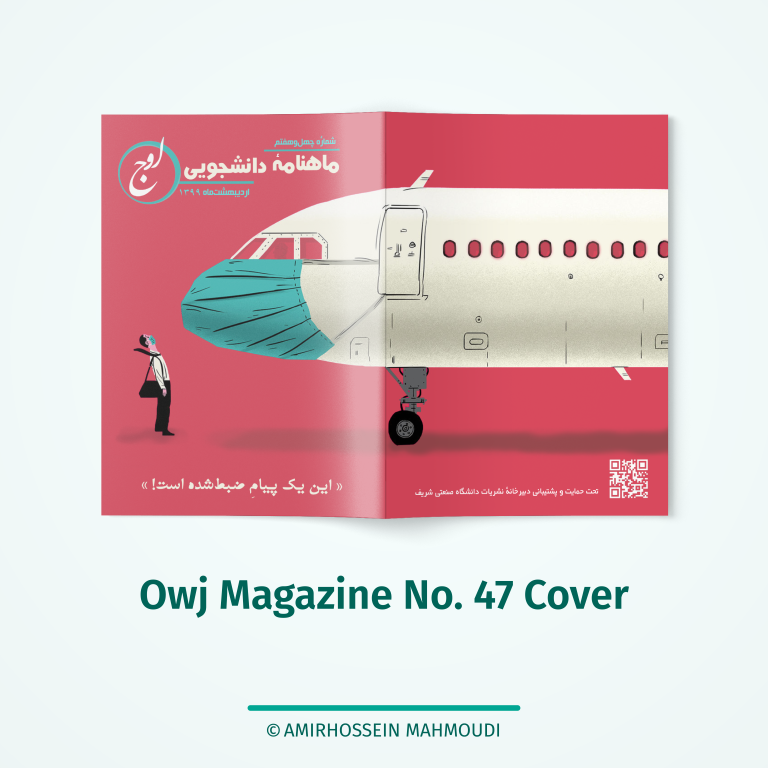 شمارهٔ چهل‌وهفتم
ماهنامهٔ دانشجویی
اوج
اردیبهشت‌ماه ۱۳۹۹
« این یک پیامِ ضبط‌شده است! »
تحت حمایت و پشتیبانی دبیرخانهٔ نشریات دانشگاه صنعتی شریف
Owj Magazine No. 47 Cover
© AMIRHOSSEIN MAHMOUDI